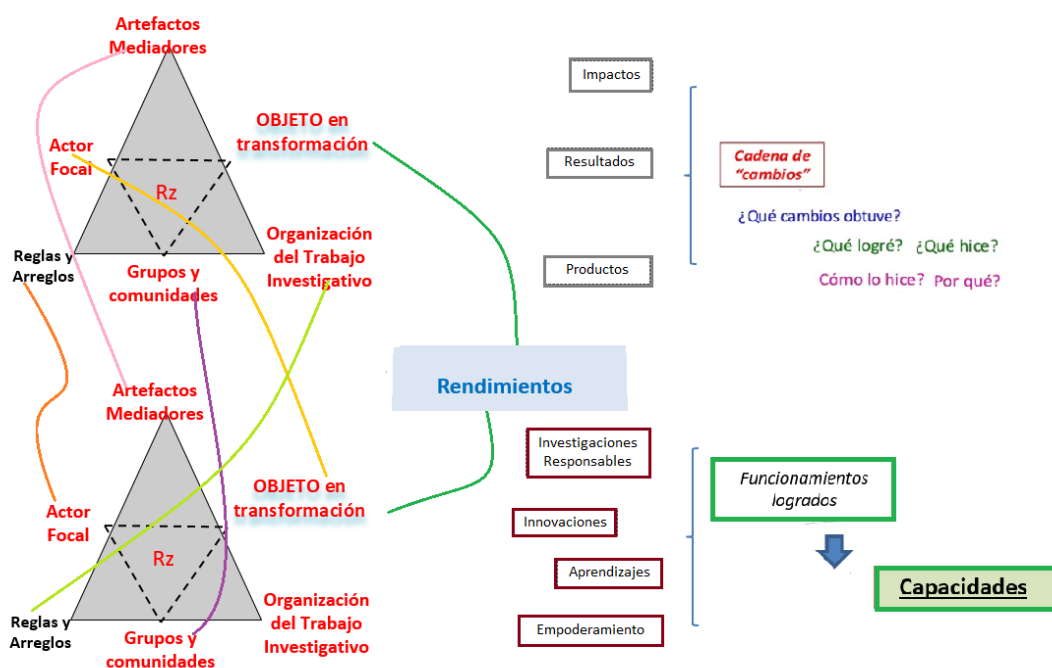 Artefactos
Mediadores
Actor
Focal
Rz
OBJETO en
transformación
Reglas y
Arreglos
Grupos y
comunidades
Organización
del Trabajo
Investigativo
Impactos
Resultados
Productos
Cadena de
“cambios”
¿Qué cambios obtuve?
¿Qué logré? ¿Qué hice?
Cómo lo hice? Por qué?
Rendimientos
Artefactos
Mediadores
Actor
Focal
Rz
OBJETO en
transformación
Reglas y
Arreglos
Grupos y
comunidades
Organización
del Trabajo
Investigativo
Investigaciones
Responsables
Innovaciones
Aprendizajes
Empoderamiento
Funcionamientos
logrados
Capacidades